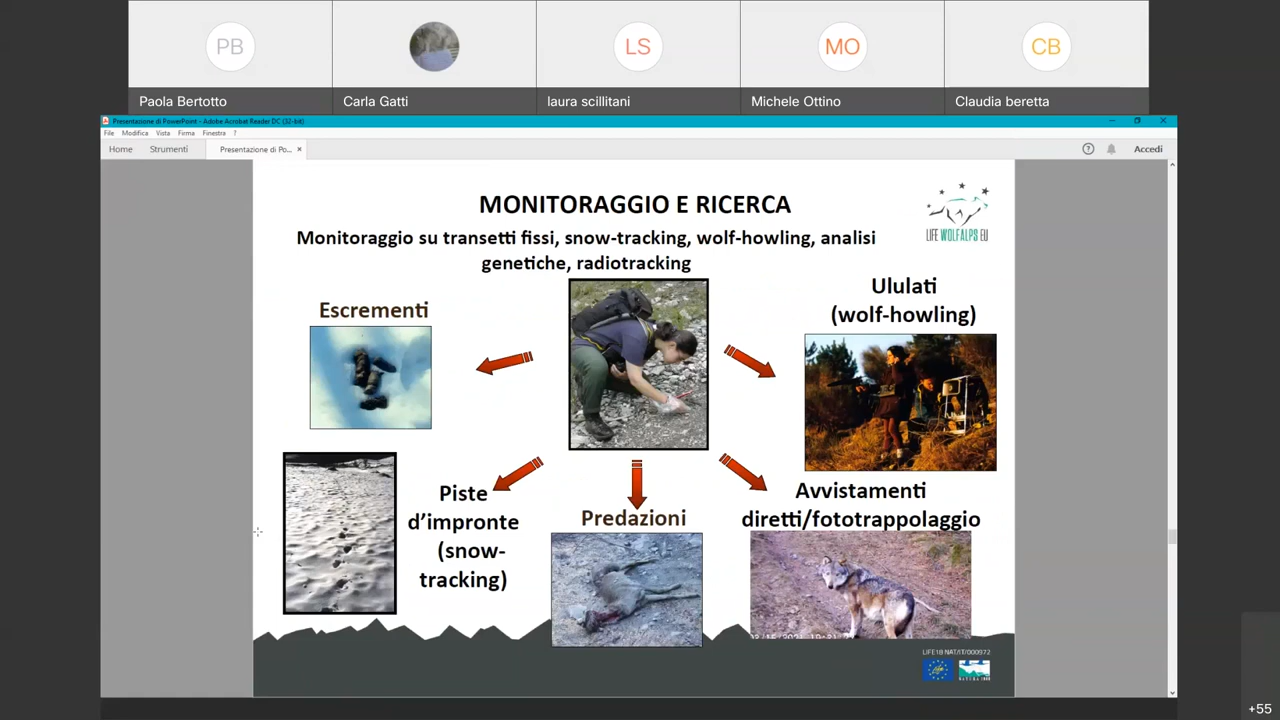 PB
LS
MO
CB
Paola Bertotto
Carla Gatti
laura scillitani
Michele Ottino
Claudia beretta
Presentazione di PowerPoint - Adobe Acrobat Reader DC (32-bit)
File Modifica Vista Firma Finestra ?
Home Strumenti Presentazione di Po... × Accedi
MONITORAGGIO E RICERCA
LIFE WOLFALPS EU
Monitoraggio su transetti fissi, snow-tracking, wolf-howling, analisi
genetiche, radiotracking
Escrementi
Ululati
(wolf-howling)
Piste
d’impronte
(snow-
tracking)
Predazioni
Avvistamenti
diretti/fototrappolaggio
LIFE18 NAT/IT/000972
+55